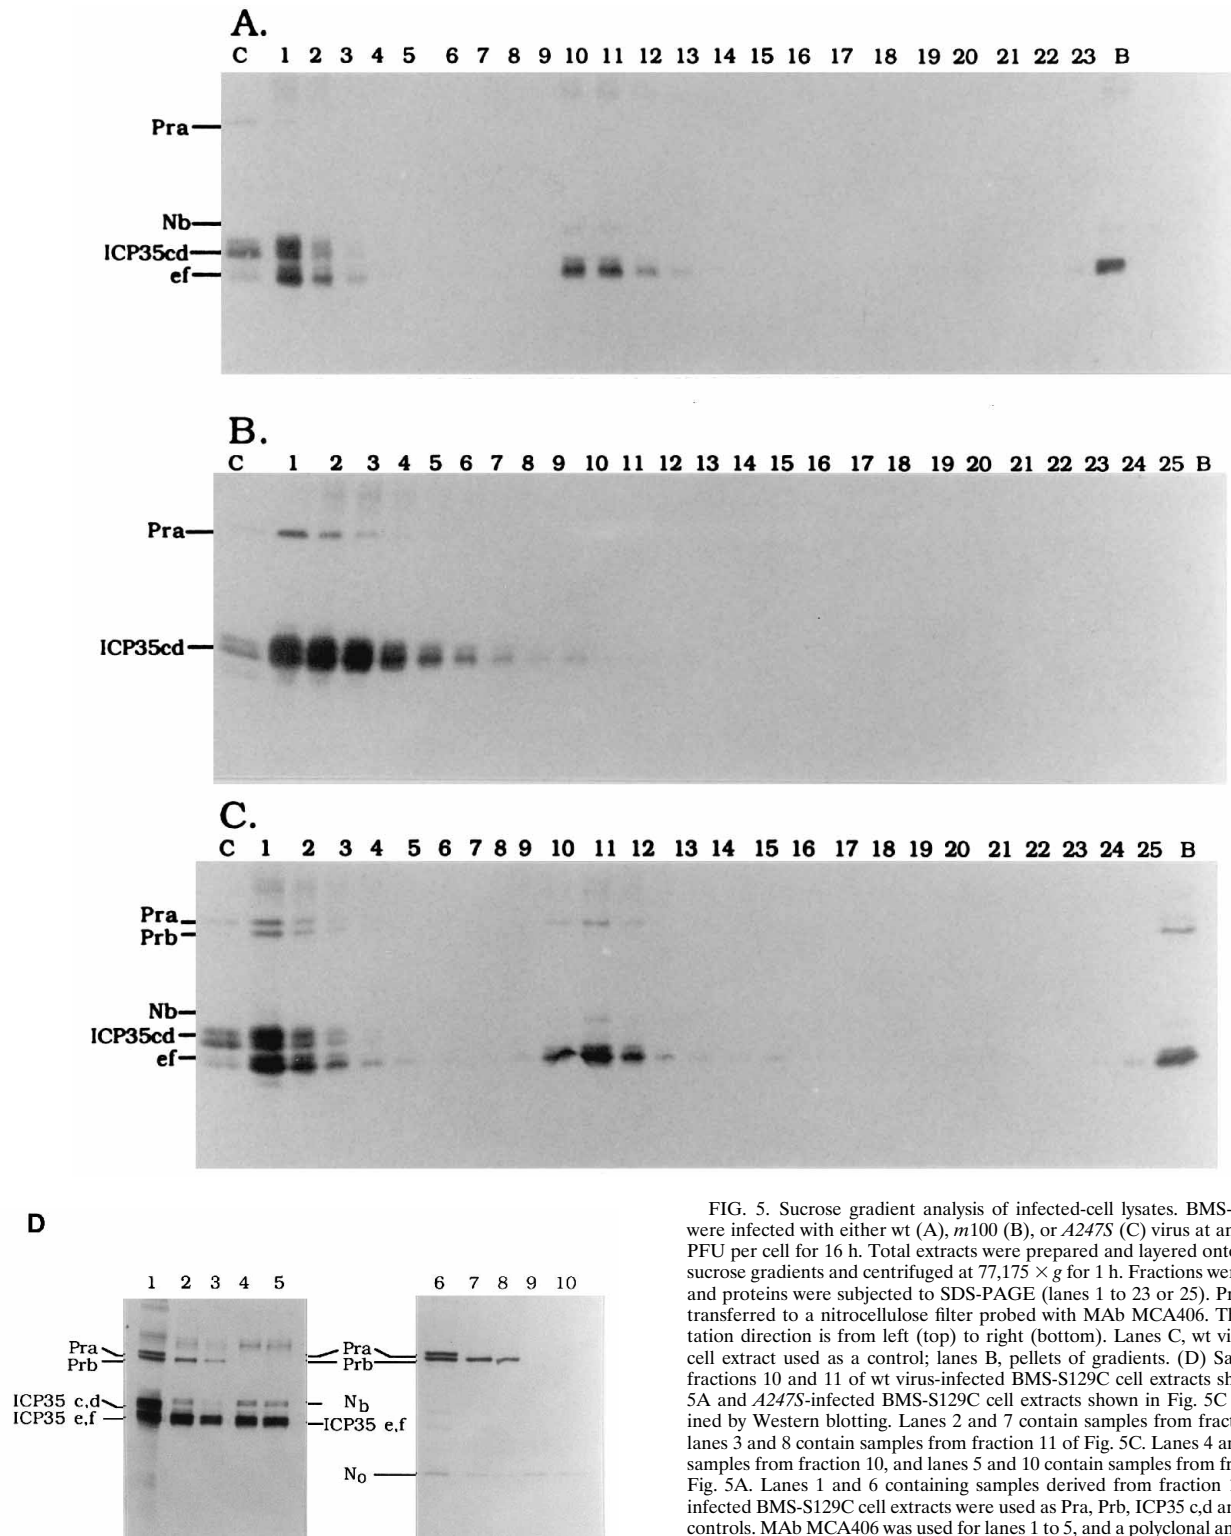 A.
C 1 2 3 4 5 6 7 8 9 10 11 12 13 14 15 16 17 18 19 20 21 22 23 B
Pra
Nb
ICP35cd
ef
B.
C 1 2 3 4 5 6 7 8 9 10 11 12 13 14 15 16 17 18 19 20 21 22 23 24 25 B
Pra
ICP35cd
C.
C 1 2 3 4 5 6 7 8 9 10 11 12 13 14 15 16 17 18 19 20 21 22 23 24 25 B
Pra
Prb
Nb
ICP35cd
ef
D
1 2 3 4 5 6 7 8 9 10
Pra Pra
Prb Prb
ICP35 c,d Nb
ICP35 e,f ICP35 e,f
No
FIG. 5. Sucrose gradient analysis of infected-cell lysates. BMS-
were infected with either wt (A), m100 (B), or A247S (C) virus at an
PFU per cell for 16 h. Total extracts were prepared and layered onto
sucrose gradients and centrifuged at 77,175 × g for 1 h. Fractions wer
and proteins were subjected to SDS-PAGE (lanes 1 to 23 or 25). Pr
transferred to a nitrocellulose filter probed with MAb MCA406. Th
tation direction is from left (top) to right (bottom). Lanes C, wt vi
cell extract used as a control; lanes B, pellets of gradients. (D) Sa
fractions 10 and 11 of wt virus-infected BMS-S129C cell extracts sh
5A and A247S-infected BMS-S129C cell extracts shown in Fig. 5C
ined by Western blotting. Lanes 2 and 7 contain samples from fract
lanes 3 and 8 contain samples from fraction 11 of Fig. 5C. Lanes 4 an
samples from fraction 10, and lanes 5 and 10 contain samples from fr
Fig. 5A. Lanes 1 and 6 containing samples derived from fraction
infected BMS-S129C cell extracts were used as Pra, Prb, ICP35 c,d an
controls. MAb MCA406 was used for lanes 1 to 5, and a polyclonal an